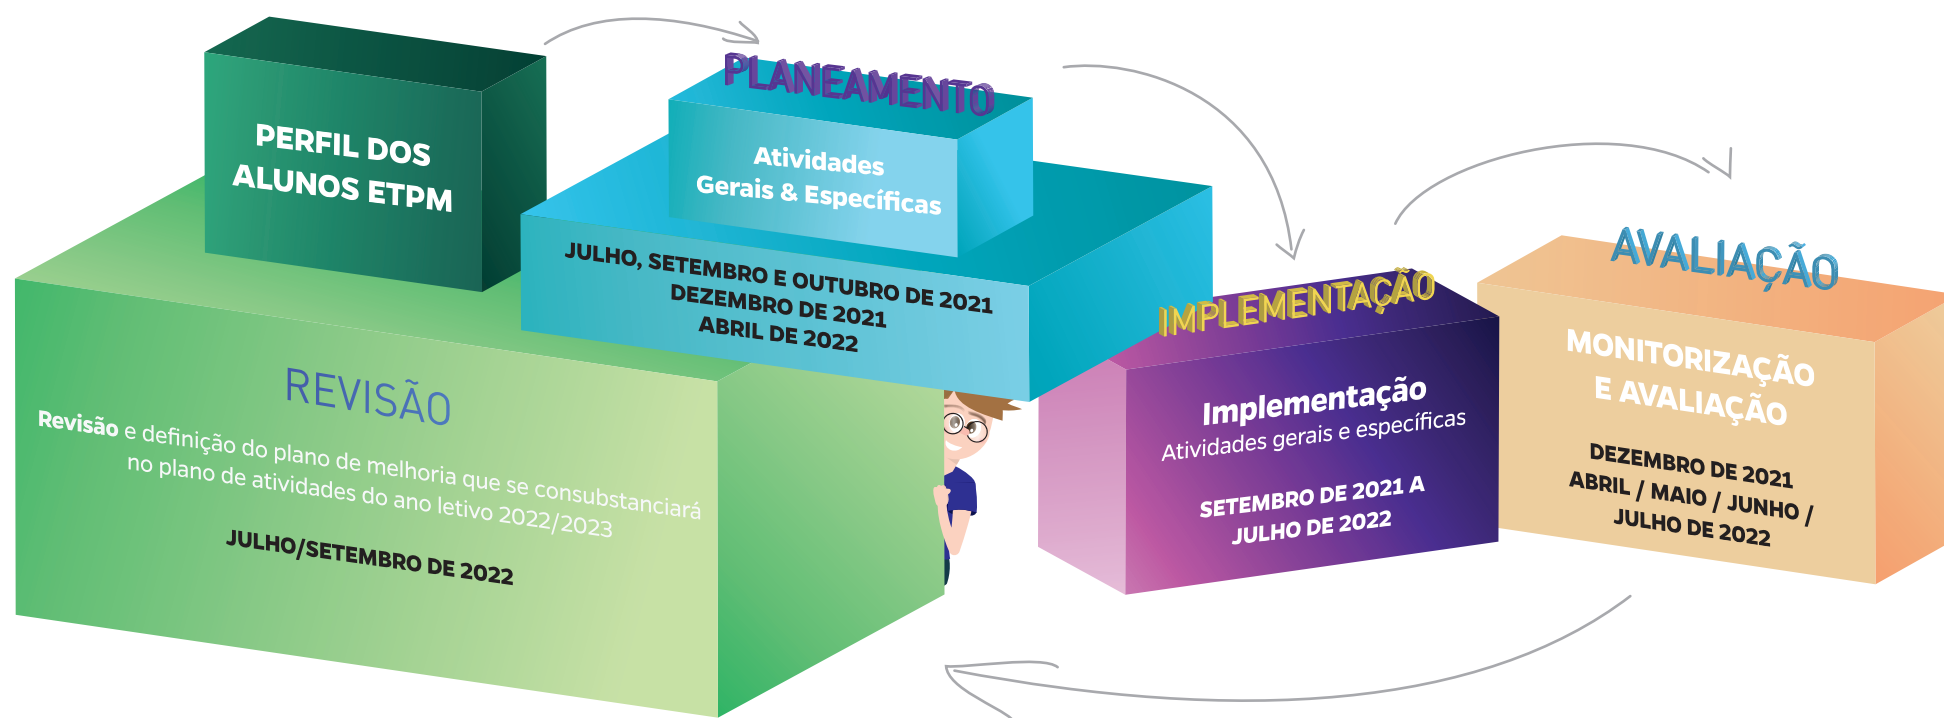 PERFIL DOS
ALUNOS ETPM
PLANEAMENTO
Atividades
Gerais & Específicas
JULHO, SETEMBRO E OUTUBRO DE 2021
DEZEMBRO DE 2021
ABRIL DE 2022
IMPLEMENTAÇÃO
Implementação
Atividades gerais e específicas
SETEMBRO DE 2021 A
JULHO DE 2022
AVALIAÇÃO
MONITORIZAÇÃO
E AVALIAÇÃO
DEZEMBRO DE 2021
ABRIL / MAIO / JUNHO /
JULHO DE 2022
REVISÃO
Revisão e definição do plano de melhoria que se consubstanciará
no plano de atividades do ano letivo 2022/2023
JULHO/SETEMBRO DE 2022